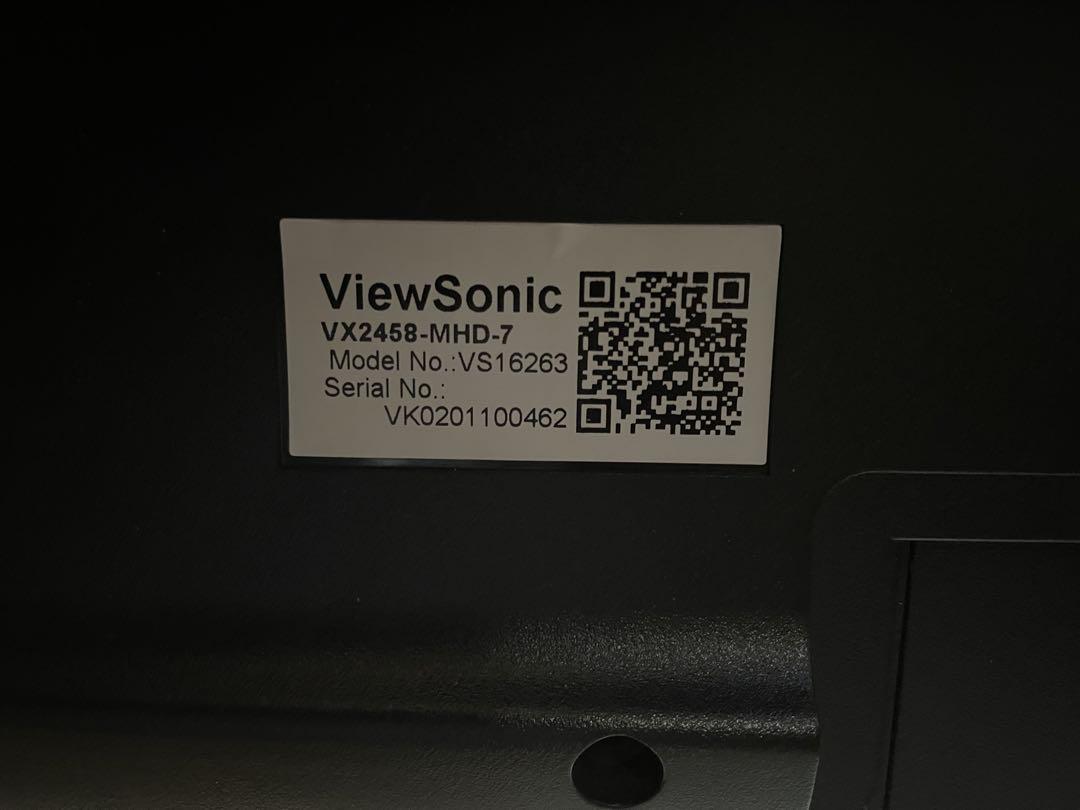 ViewSonic
VX2458-MHD-7
Model No.:VS16263
Serial No.:
VK0201100462